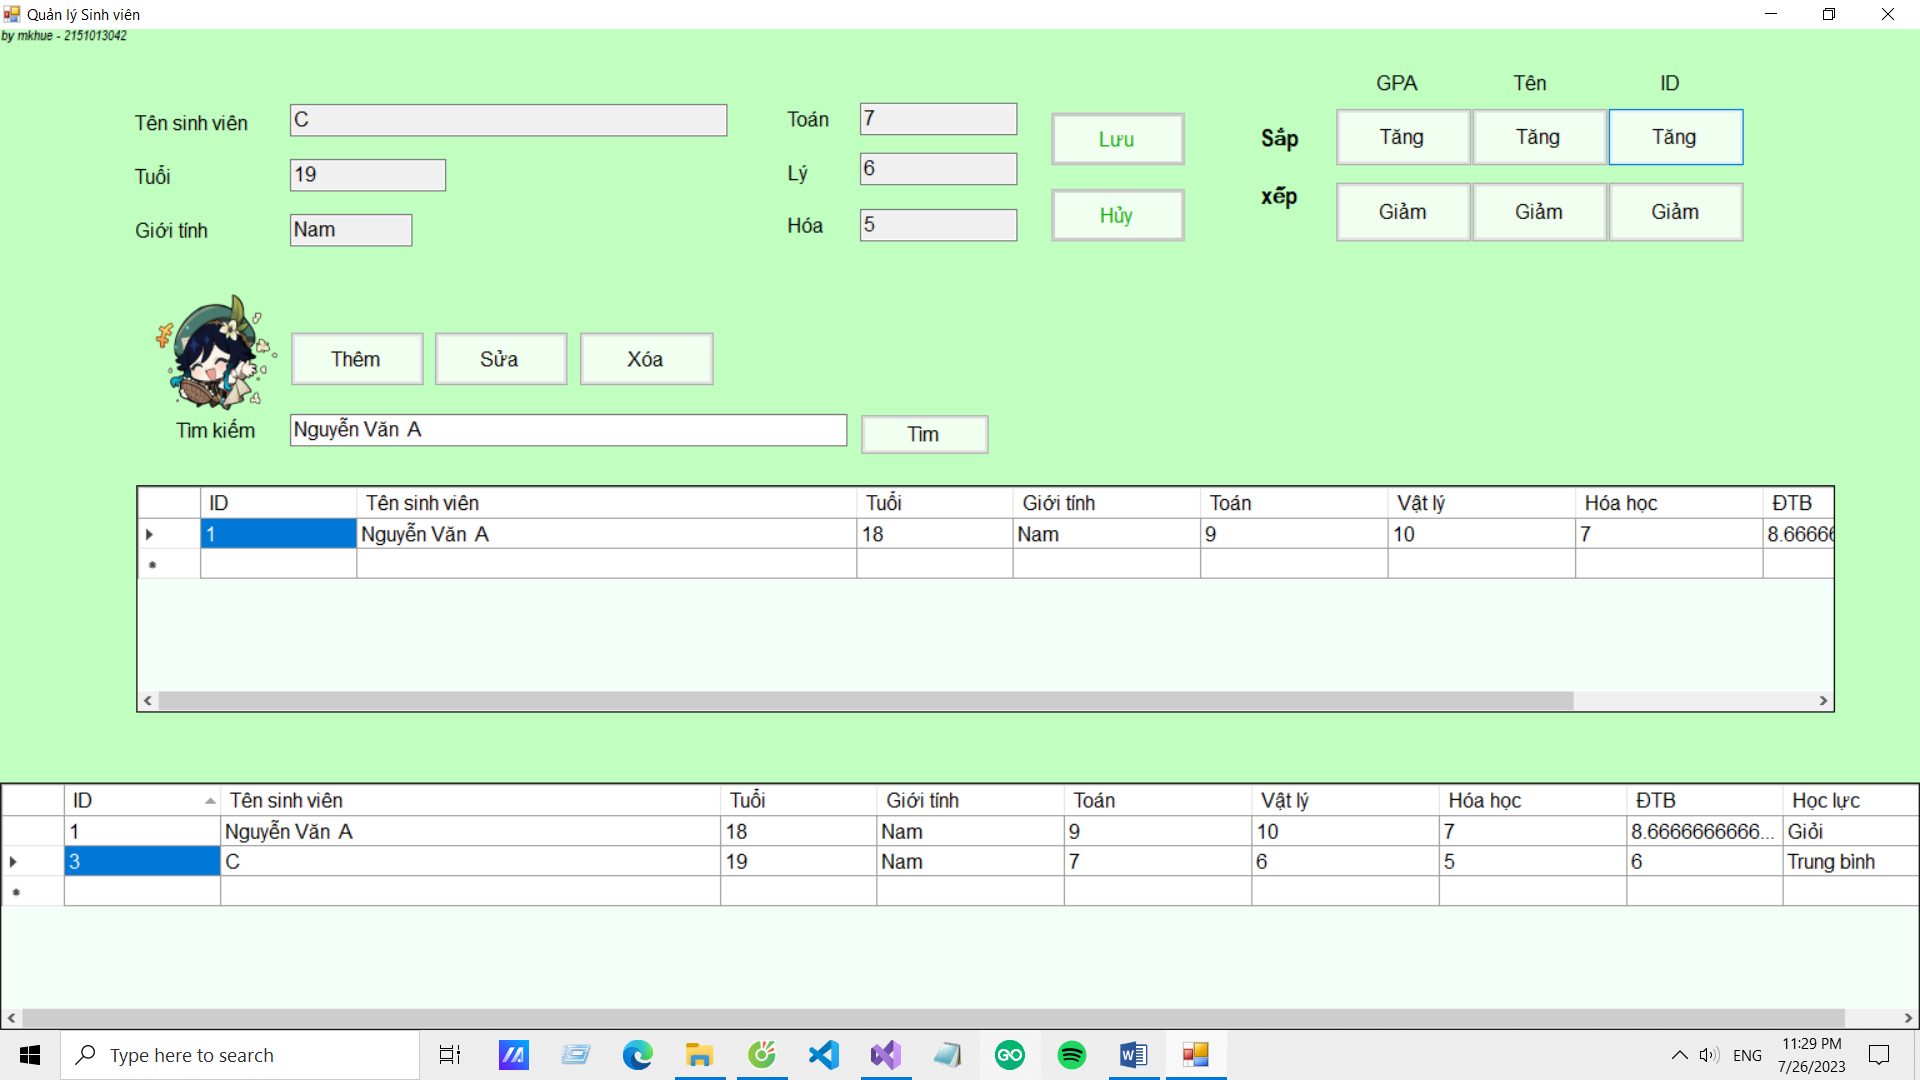 Quản lý Sinh viên
by mkhue - 2151013042
GPA Tên ID
Tên sinh viên C Toán 7 Lưu Sắp Tăng Tăng Tăng
Tuổi 19 Lý 6
Giới tính Nam Hóa 5 Hủy xếp Giảm Giảm Giảm
Thêm Sửa Xóa
Tìm kiếm Nguyễn Văn A Tìm
ID Tên sinh viên Tuổi Giới tính Toán Vật lý Hóa học ĐTB
1 Nguyễn Văn A 18 Nam 9 10 7 8.66666
ID Tên sinh viên Tuổi Giới tính Toán Vật lý Hóa học ĐTB Học lực
1 Nguyễn Văn A 18 Nam 9 10 7 8.6666666666... Giỏi
3 C 19 Nam 7 6 5 6 Trung bình
Type here to search GO ENG 11:29 PM
7/26/2023